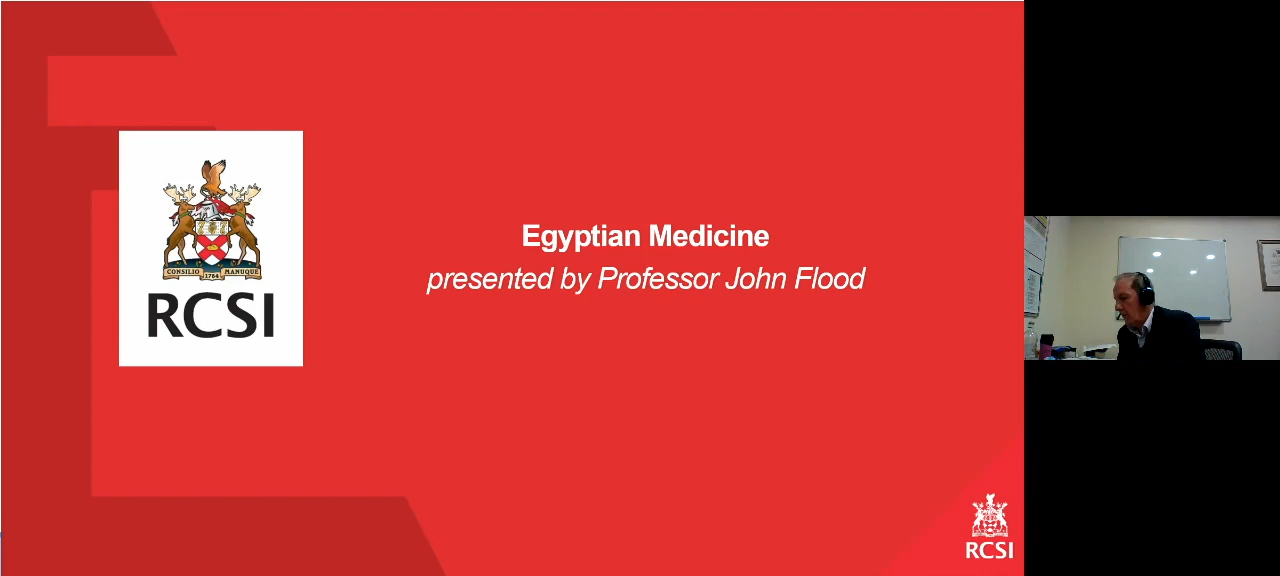 Egyptian Medicine
presented by Professor John Flood
CONSILIO 1784 MANUQUE
RCSI
RCSI